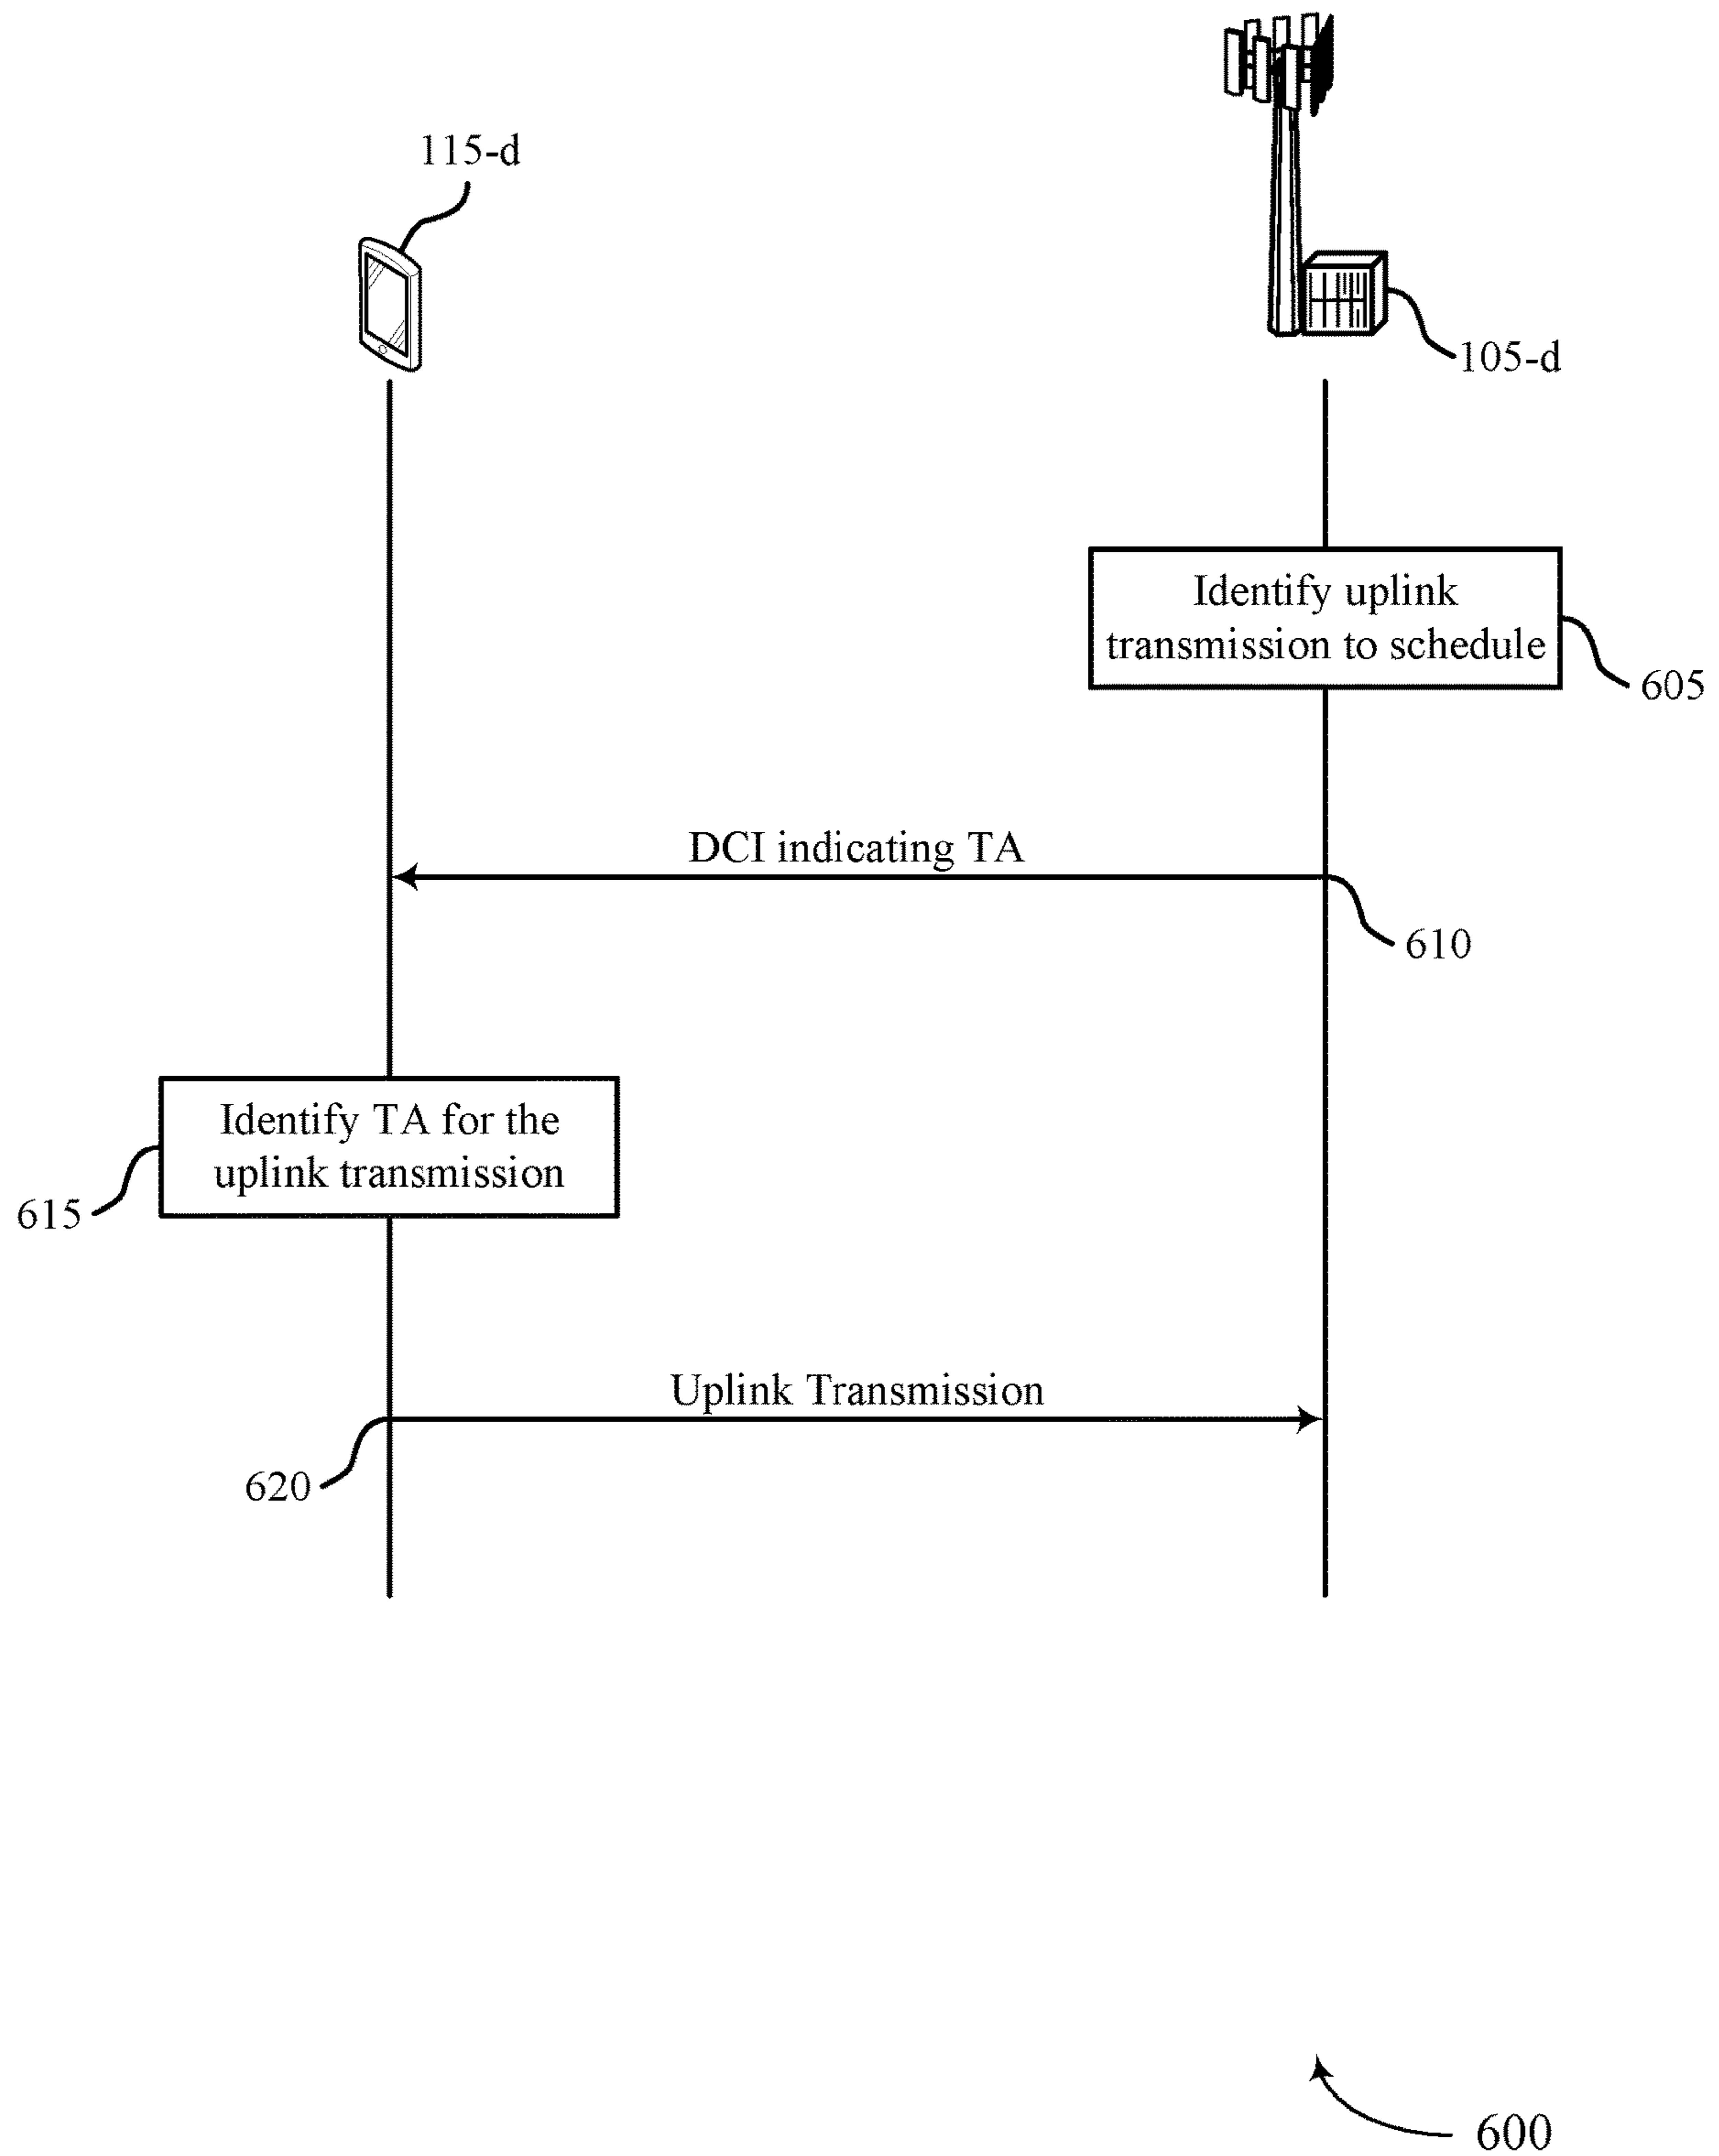 115-d
105-d
Identify uplink
transmission to schedule
605
DCI indicating TA
610
Identify TA for the
uplink transmission
615
Uplink Transmission
620
600